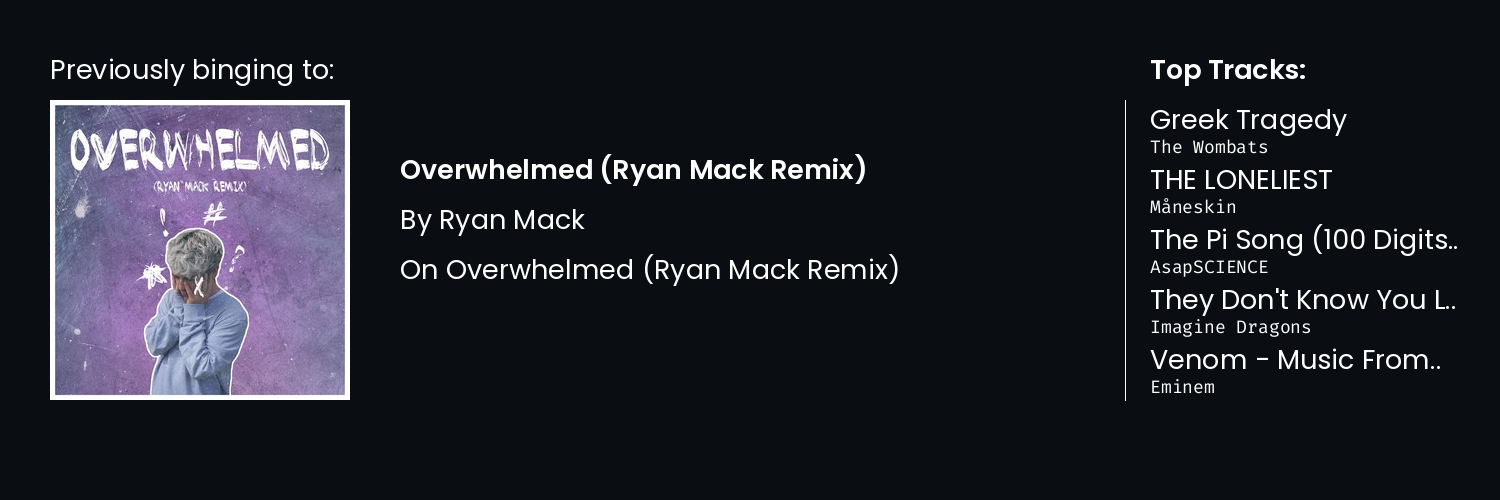 Previously binging to:
OVERWHELMED
(RYAN MACK REMIX)
Overwhelmed (Ryan Mack Remix)
By Ryan Mack
On Overwhelmed (Ryan Mack Remix)
Top Tracks:
Greek Tragedy
The Wombats
THE LONELIEST
Måneskin
The Pi Song (100 Digits..
AsapSCIENCE
They Don't Know You L..
Imagine Dragons
Venom - Music From..
Eminem